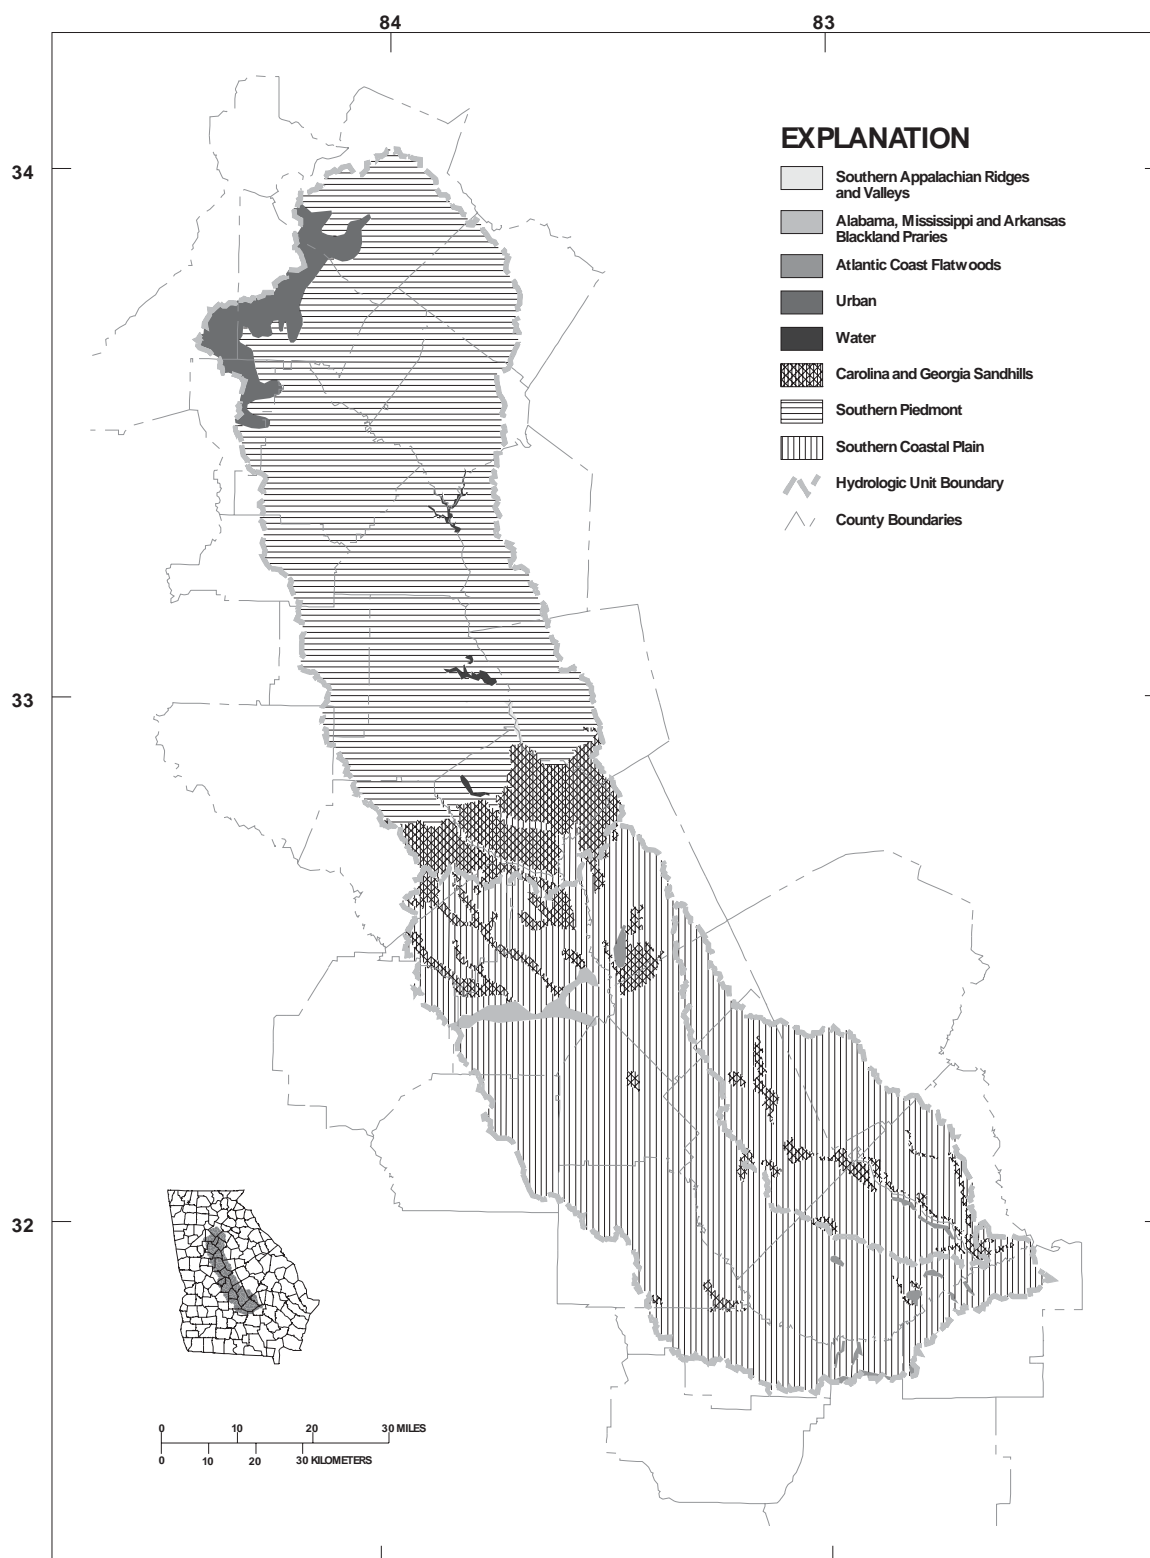 84
83
34
EXPLANATION
Southern Appalachian Ridges
and Valleys
Alabama, Mississippi and Arkansas
Blackland Praries
Atlantic Coast Flatwoods
Urban
Water
Carolina and Georgia Sandhills
Southern Piedmont
Southern Coastal Plain
Hydrologic Unit Boundary
County Boundaries
33
32
0 10 20 30 MILES
0 10 20 30 KILOMETERS